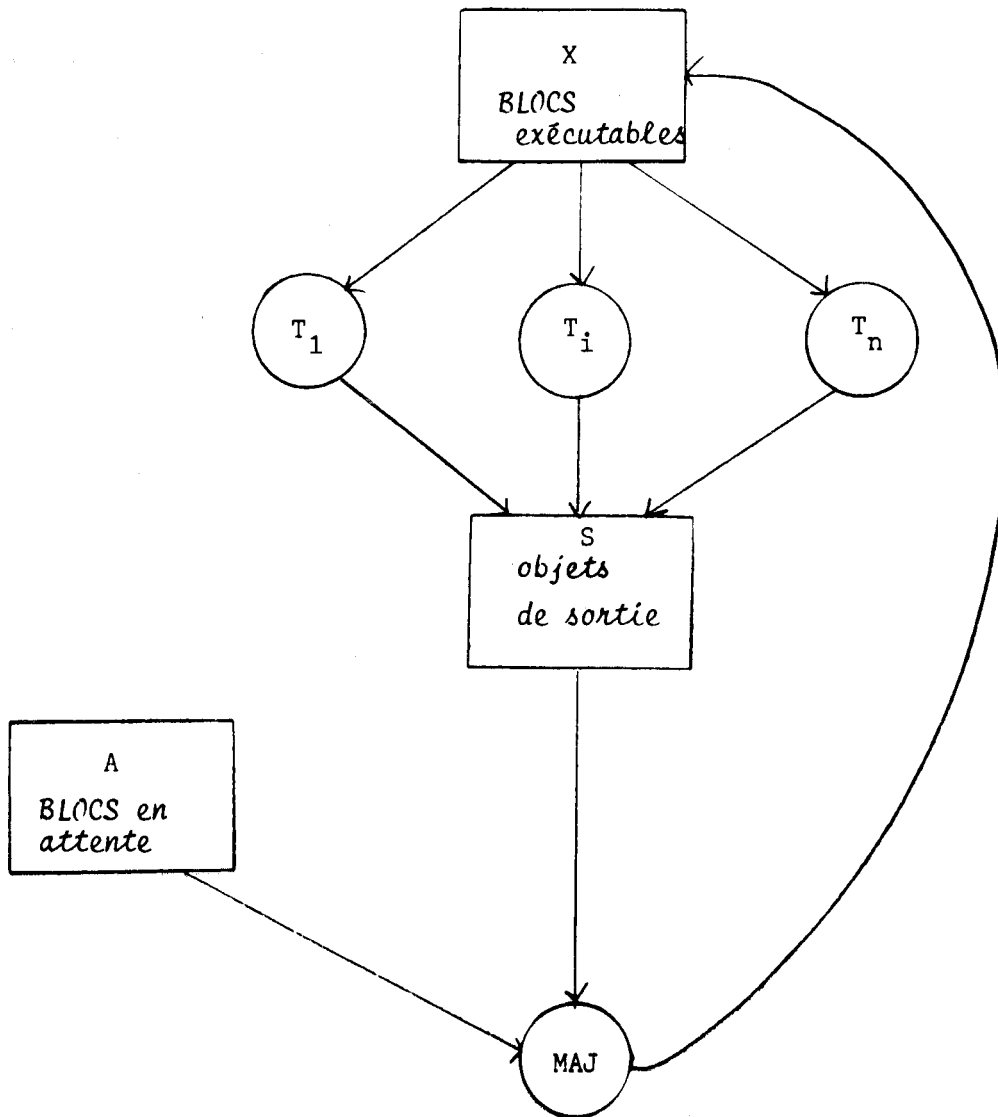 X
BLOCS
exécutables
T1
Ti
Tn
S
objets
de sortie
A
BLOCS en
attente
MAJ